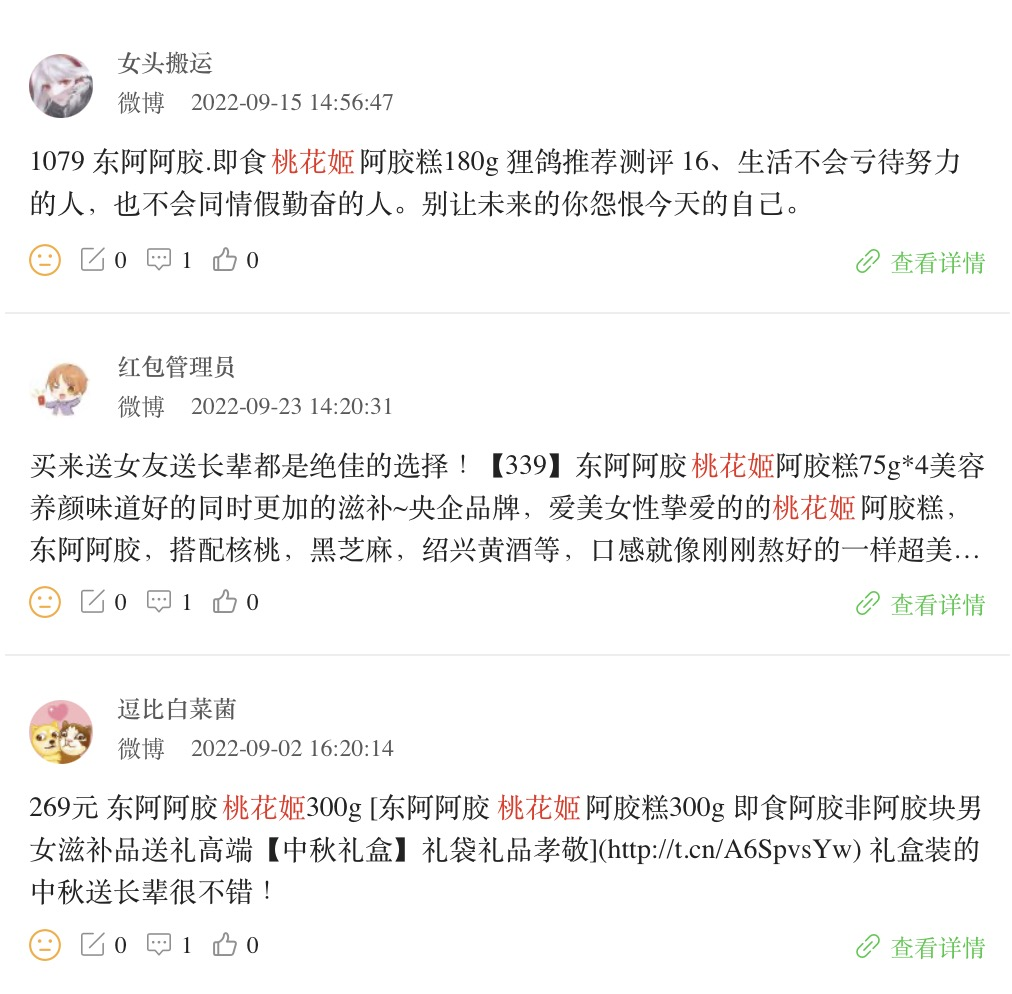 女头搬运
微博 2022-09-15 14:56:47
1079 东阿阿胶.即食 桃花姬 阿胶糕180g 狸鸽推荐测评 16、生活不会亏待努力
的人，也不会同情假勤奋的人。别让未来的你怨恨今天的自己。
0 1 0 查看详情
红包管理员
微博 2022-09-23 14:20:31
买来送女友送长辈都是绝佳的选择！【339】东阿阿胶 桃花姬阿胶糕75g*4美容
养颜味道好的同时更加的滋补~央企品牌，爱美女性挚爱的的桃花姬 阿胶糕，
东阿阿胶，搭配核桃，黑芝麻，绍兴黄酒等，口感就像刚刚熬好的一样超美…
0 1 0 查看详情
逗比白菜菌
微博 2022-09-02 16:20:14
269元 东阿阿胶 桃花姬300g [东阿阿胶 桃花姬 阿胶糕300g 即食阿胶非阿胶块男
女滋补品送礼高端【中秋礼盒】礼袋礼品孝敬](http://t.cn/A6SpvsYw) 礼盒装的
中秋送长辈很不错！
0 1 0 查看详情